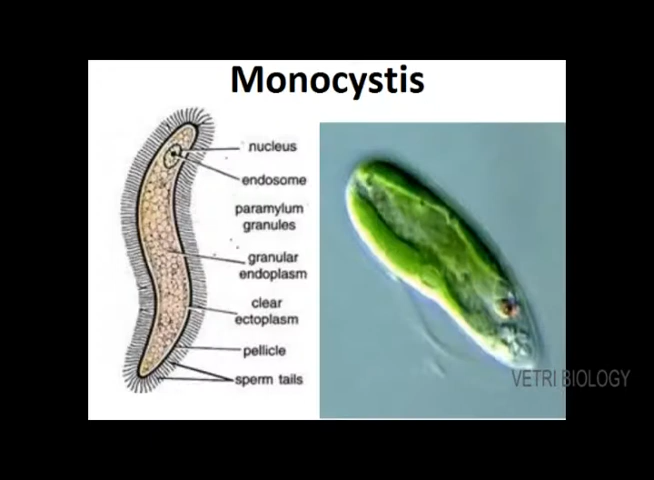 Monocystis
nucleus
endosome
paramylum
granules
granular
endoplasm
clear
ectoplasm
pellicle
sperm tails
VETRI BIOLOGY